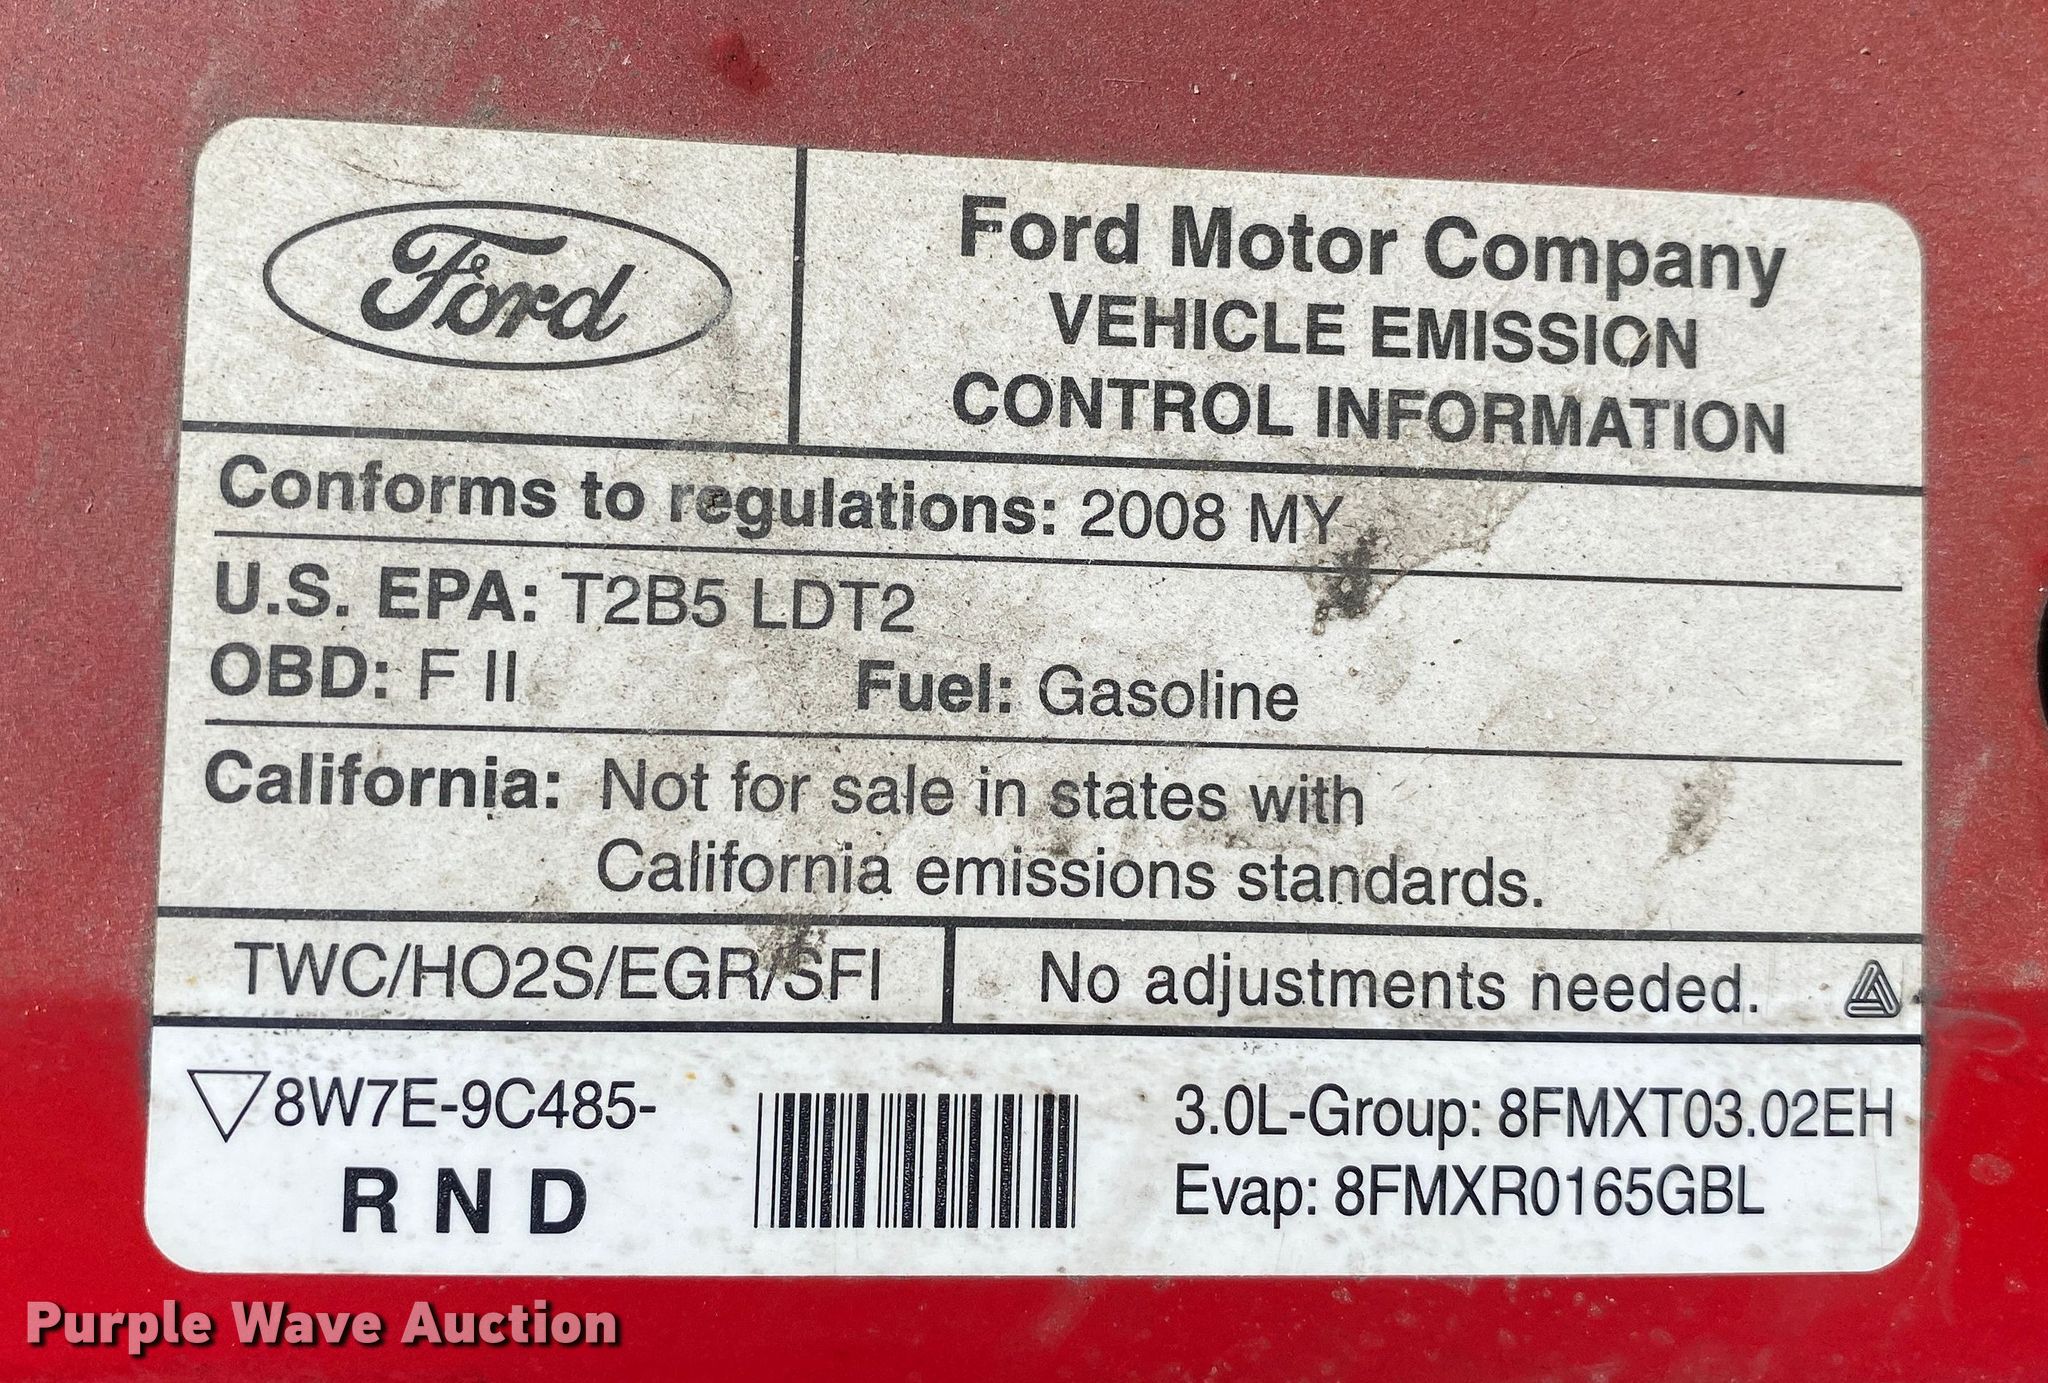 Ford
Ford Motor Company
VEHICLE EMISSION
CONTROL INFORMATION
Conforms to regulations: 2008 MY
U.S. EPA: T2B5 LDT2
OBD: F II Fuel: Gasoline
California: Not for sale in states with
California emissions standards.
TWC/HO2S/EGR/SFI
No adjustments needed.
8W7E-9C485-
R N D
3.0L-Group: 8FMXT03.02EH
Evap: 8FMXR0165GBL
Purple Wave Auction